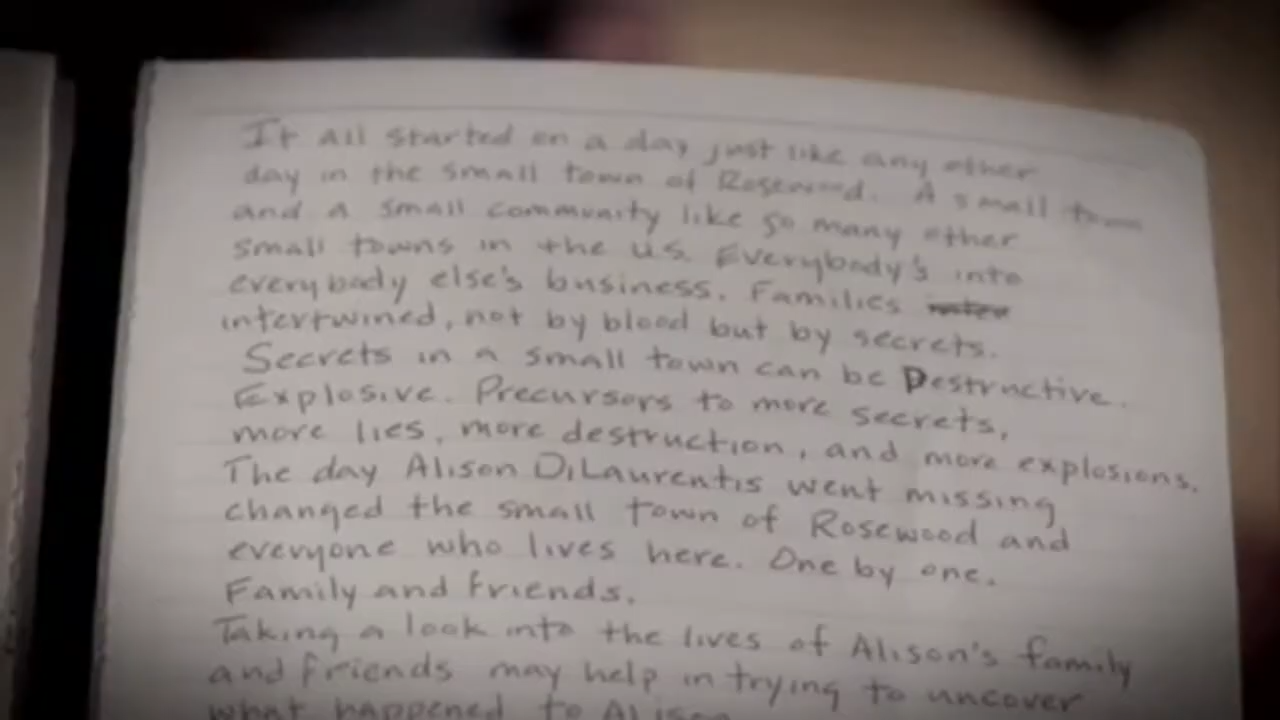 It all started on a day just like any other
day in the small town of Rosewood. A small town
and a small community like so many other
small towns in the U.S. Everybody's into
everybody else's business. Families
intertwined, not by blood but by secrets.
Secrets in a small town can be Destructive.
Explosive. Precursors to more secrets,
more lies, more destruction, and more explosions.
The day Alison DiLaurentis went missing
changed the small town of Rosewood and
everyone who lives here. One by one.
Family and friends.
Taking a look into the lives of Alison's family
and friends may help in trying to uncover
what happened to Alison